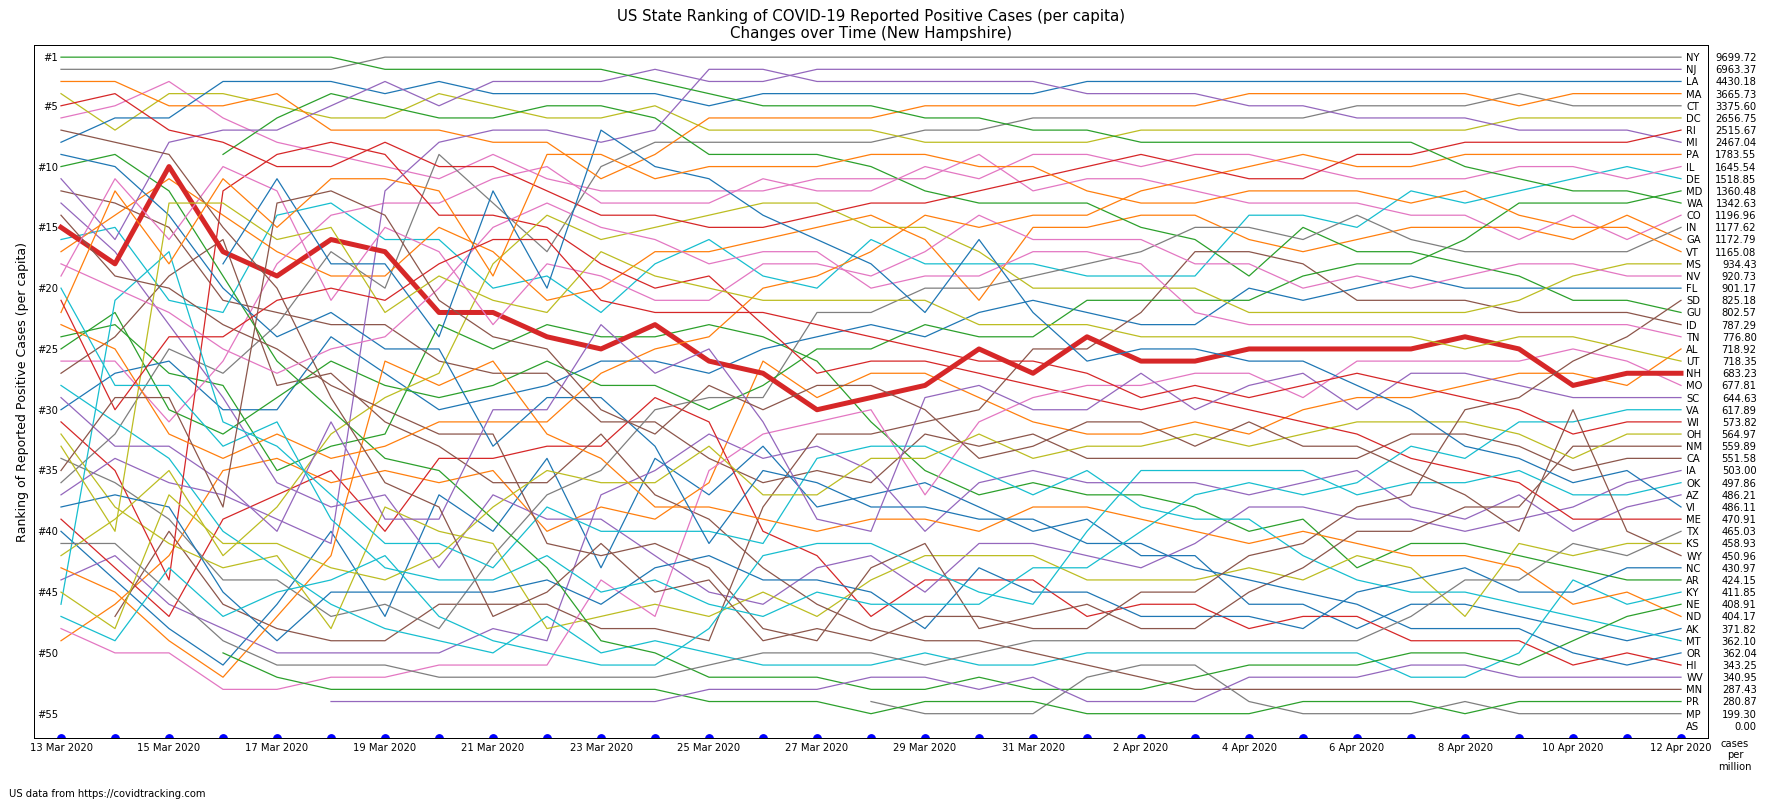 US State Ranking of COVID-19 Reported Positive Cases (per capita)
Changes over Time (New Hampshire)
Ranking of Reported Positive Cases (per capita)
#1
#5
#10
#15
#20
#25
#30
#35
#40
#45
#50
#55
NY 9699.72
NJ 6963.37
LA 4430.18
MA 3665.73
CT 3375.60
DC 2656.75
RI 2515.67
MI 2467.04
PA 1783.55
IL 1645.54
DE 1518.85
MD 1360.48
WA 1342.63
CO 1196.96
IN 1177.62
GA 1172.79
VT 1165.08
MS 934.43
NV 920.73
FL 901.17
SD 825.18
GU 802.57
ID 787.29
TN 776.80
AL 718.92
UT 718.35
NH 683.23
MO 677.81
SC 644.63
VA 617.89
WI 573.82
OH 564.97
NM 559.89
CA 551.58
IA 503.00
OK 497.86
AZ 486.21
VI 486.11
ME 470.91
TX 465.03
KS 458.93
WY 450.96
NC 430.97
AR 424.15
KY 411.85
NE 408.91
ND 404.17
AK 371.82
MT 362.10
OR 362.04
HI 343.25
WV 340.95
MN 287.43
PR 280.87
MP 199.30
AS 0.00
13 Mar 2020 15 Mar 2020 17 Mar 2020 19 Mar 2020 21 Mar 2020 23 Mar 2020 25 Mar 2020 27 Mar 2020 29 Mar 2020 31 Mar 2020 2 Apr 2020 4 Apr 2020 6 Apr 2020 8 Apr 2020 10 Apr 2020 12 Apr 2020
cases
per
million
US data from https://covidtracking.com